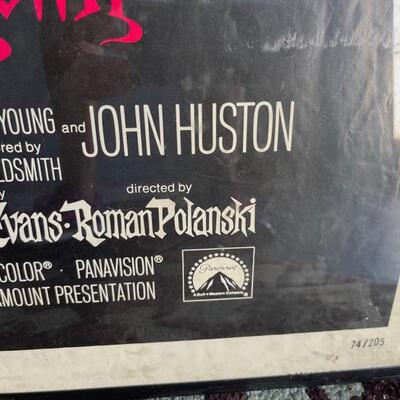 YOUNG and JOHN HUSTON
red by
LDSMITH
y directed by
Evans·Roman Polanski
COLOR® · PANAVISION®
AMOUNT PRESENTATION
Paramount
A Gulf+Western Company
74/205